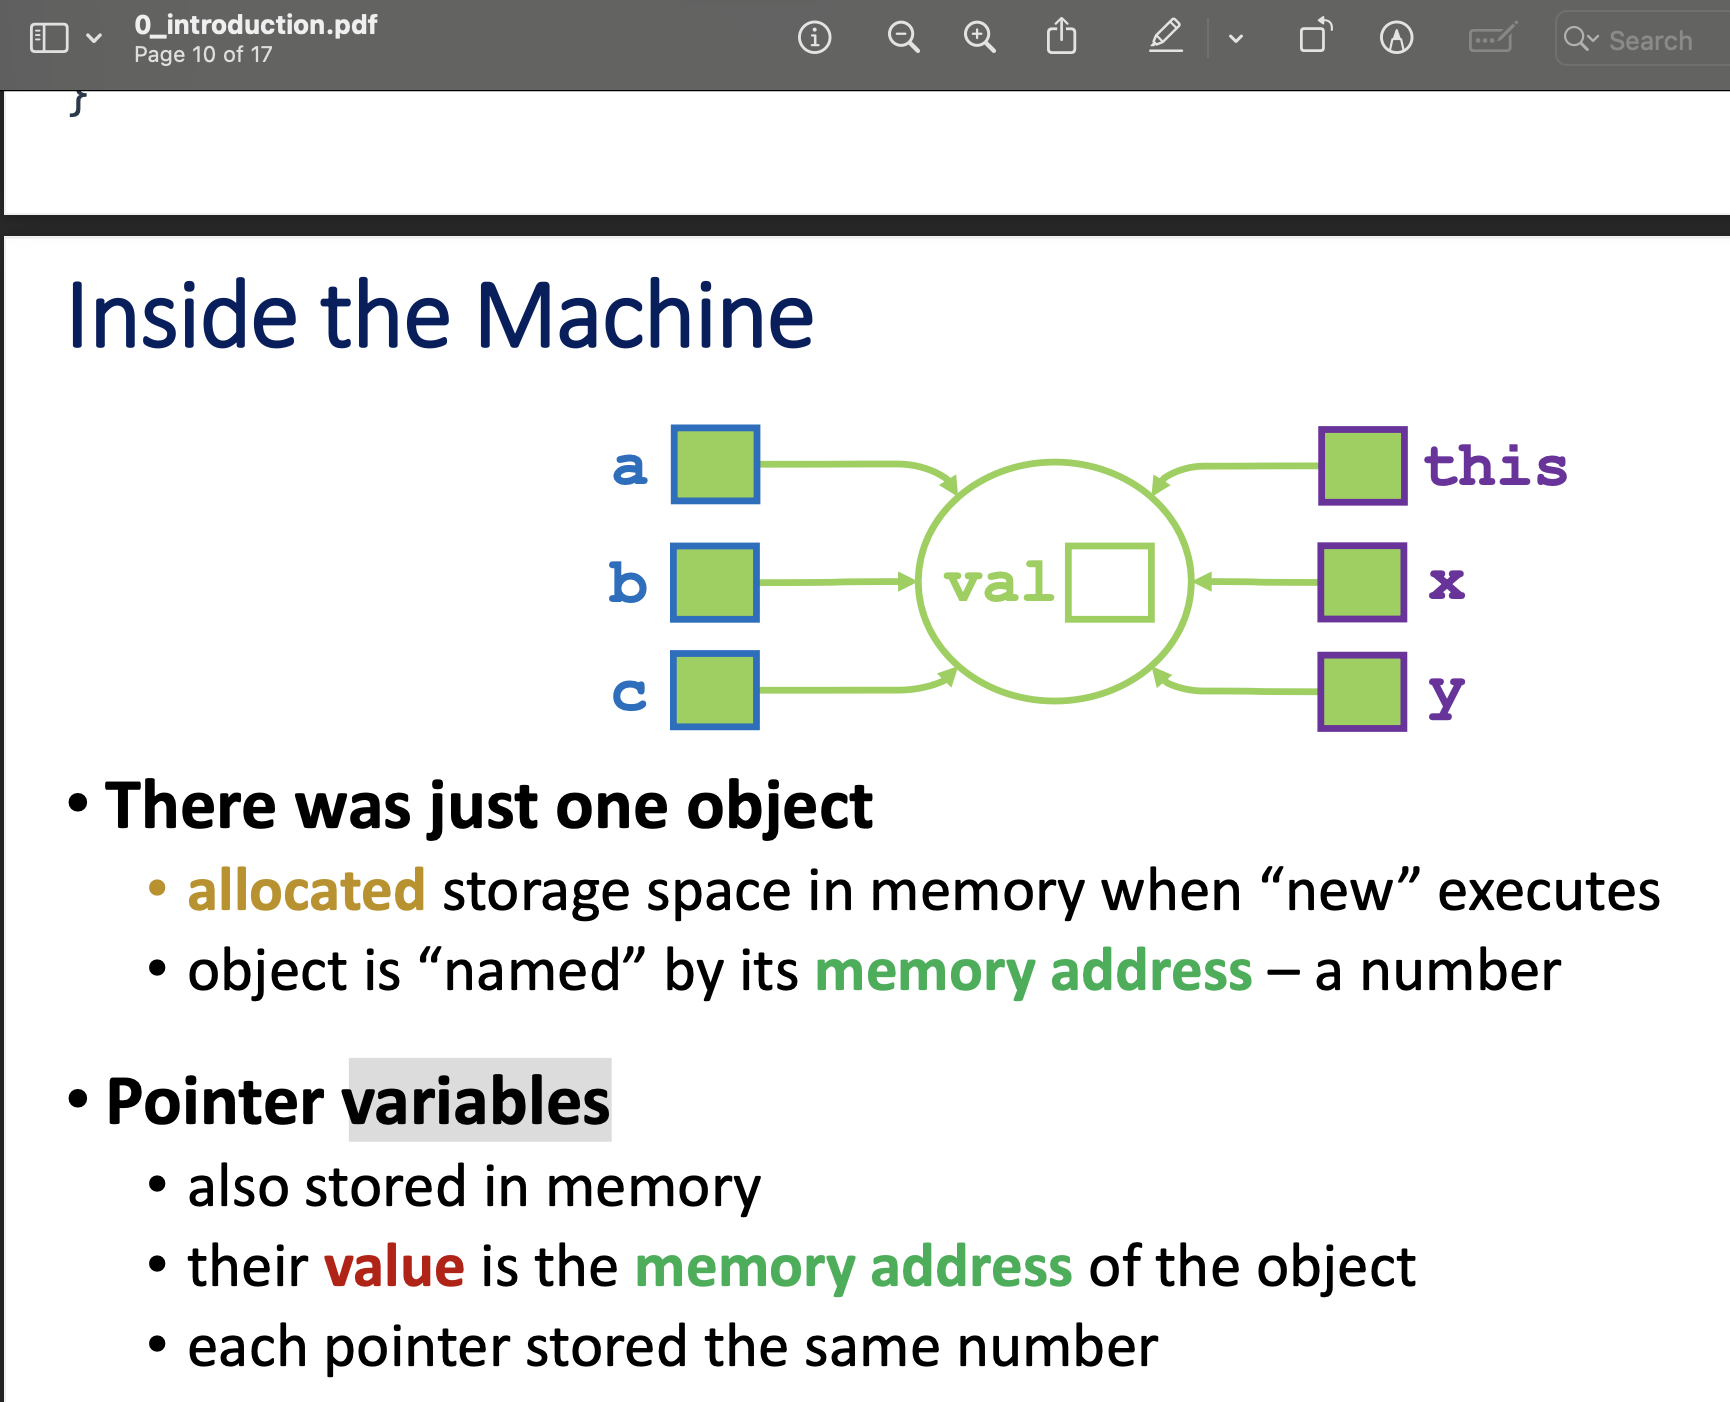 0_introduction.pdf
Page 10 of 17
Search
}
Inside the Machine
a this
b val x
c y
• There was just one object
• allocated storage space in memory when “new” executes
• object is “named” by its memory address – a number
• Pointer variables
• also stored in memory
• their value is the memory address of the object
• each pointer stored the same number